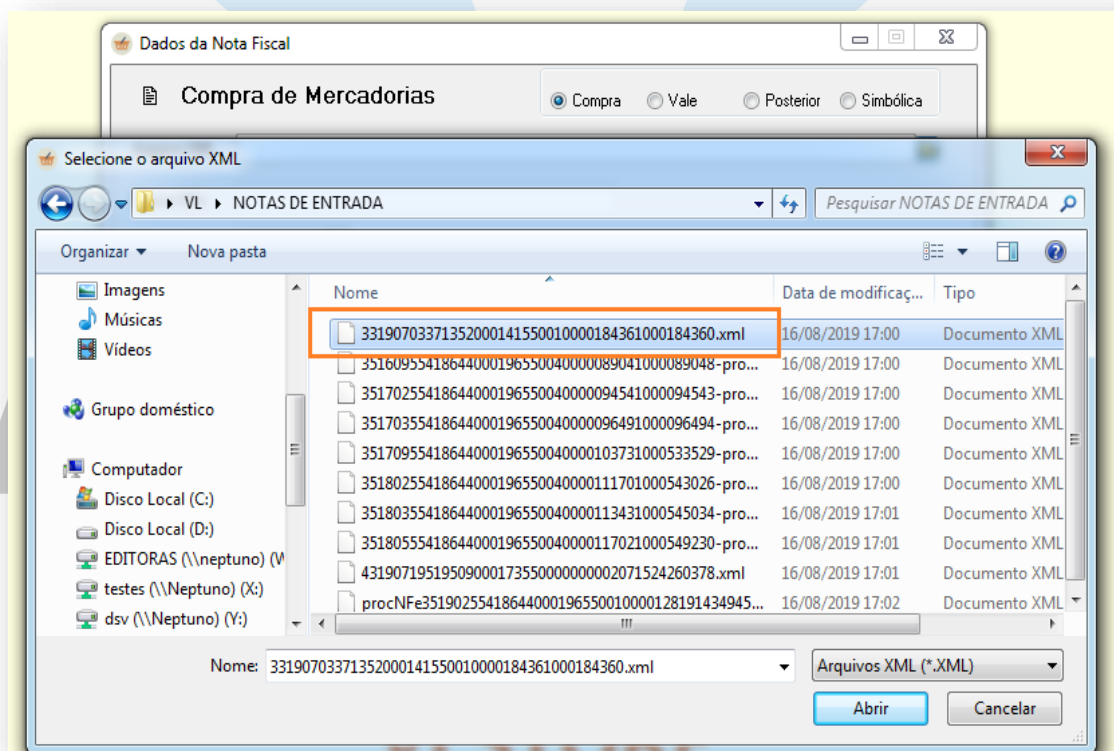 Dados da Nota Fiscal
Compra de Mercadorias Compra Vale Posterior Simbólica
Selecione o arquivo XML
VL NOTAS DE ENTRADA Pesquisar NOTAS DE ENTRADA
Organizar Nova pasta
Imagens
Músicas
Vídeos
Grupo doméstico
Computador
Disco Local (C:)
Disco Local (D:)
EDITORAS (\\neptuno) (W
testes (\\Neptuno) (X:)
dsv (\\Neptuno) (Y:)
Nome Data de modificaç... Tipo
33190703371352000141550010000184361000184360.xml 16/08/2019 17:00 Documento XML
35160955418644000196550040000089041000089048-pro... 16/08/2019 17:00 Documento XML
35170255418644000196550040000094541000094543-pro... 16/08/2019 17:00 Documento XML
35170355418644000196550040000096491000096494-pro... 16/08/2019 17:00 Documento XML
35170955418644000196550040000103731000533529-pro... 16/08/2019 17:00 Documento XML
35180255418644000196550040000111701000543026-pro... 16/08/2019 17:00 Documento XML
35180355418644000196550040000113431000545034-pro... 16/08/2019 17:01 Documento XML
35180555418644000196550040000117021000549230-pro... 16/08/2019 17:01 Documento XML
43190719519509000173550000000002071524260378.xml 16/08/2019 17:01 Documento XML
procNFe35190255418644000196550010000128191434945... 16/08/2019 17:02 Documento XML
Nome: 33190703371352000141550010000184361000184360.xml Arquivos XML (*.XML)
Abrir Cancelar